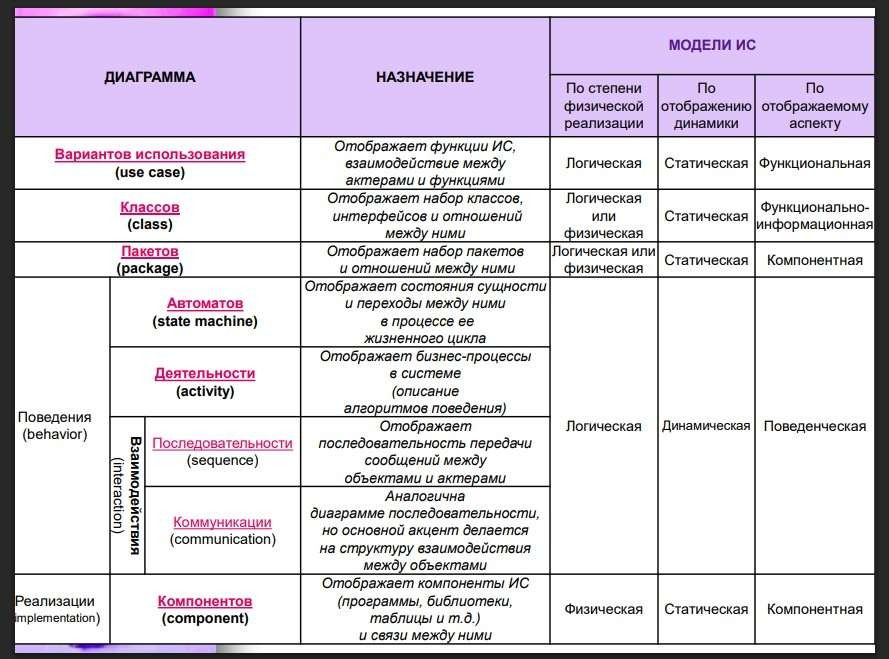 ДИАГРАММА
НАЗНАЧЕНИЕ
МОДЕЛИ ИС
По степени
физической
реализации
По
отображению
динамики
По
отображаемому
аспекту
Вариантов использования
(use case)
Отображает функции ИС,
взаимодействие между
актерами и функциями
Логическая
Статическая
Функциональная
Классов
(class)
Отображает набор классов,
интерфейсов и отношений
между ними
Логическая
или
физическая
Статическая
Функционально-
информационная
Пакетов
(package)
Отображает набор пакетов
и отношений между ними
Логическая или
физическая
Статическая
Компонентная
Поведения
(behavior)
Автоматов
(state machine)
Отображает состояния сущности
и переходы между ними
в процессе ее
жизненного цикла
Деятельности
(activity)
Отображает бизнес-процессы
в системе
(описание
алгоритмов поведения)
Взаимодействия
(interaction)
Последовательности
(sequence)
Отображает
последовательность передачи
сообщений между
объектами и актерами
Коммуникации
(communication)
Аналогична
диаграмме последовательности,
но основной акцент делается
на структуру взаимодействия
между объектами
Логическая
Динамическая
Поведенческая
Реализации
implementation)
Компонентов
(component)
Отображает компоненты ИС
(программы, библиотеки,
таблицы и т.д.)
и связи между ними
Физическая
Статическая
Компонентная